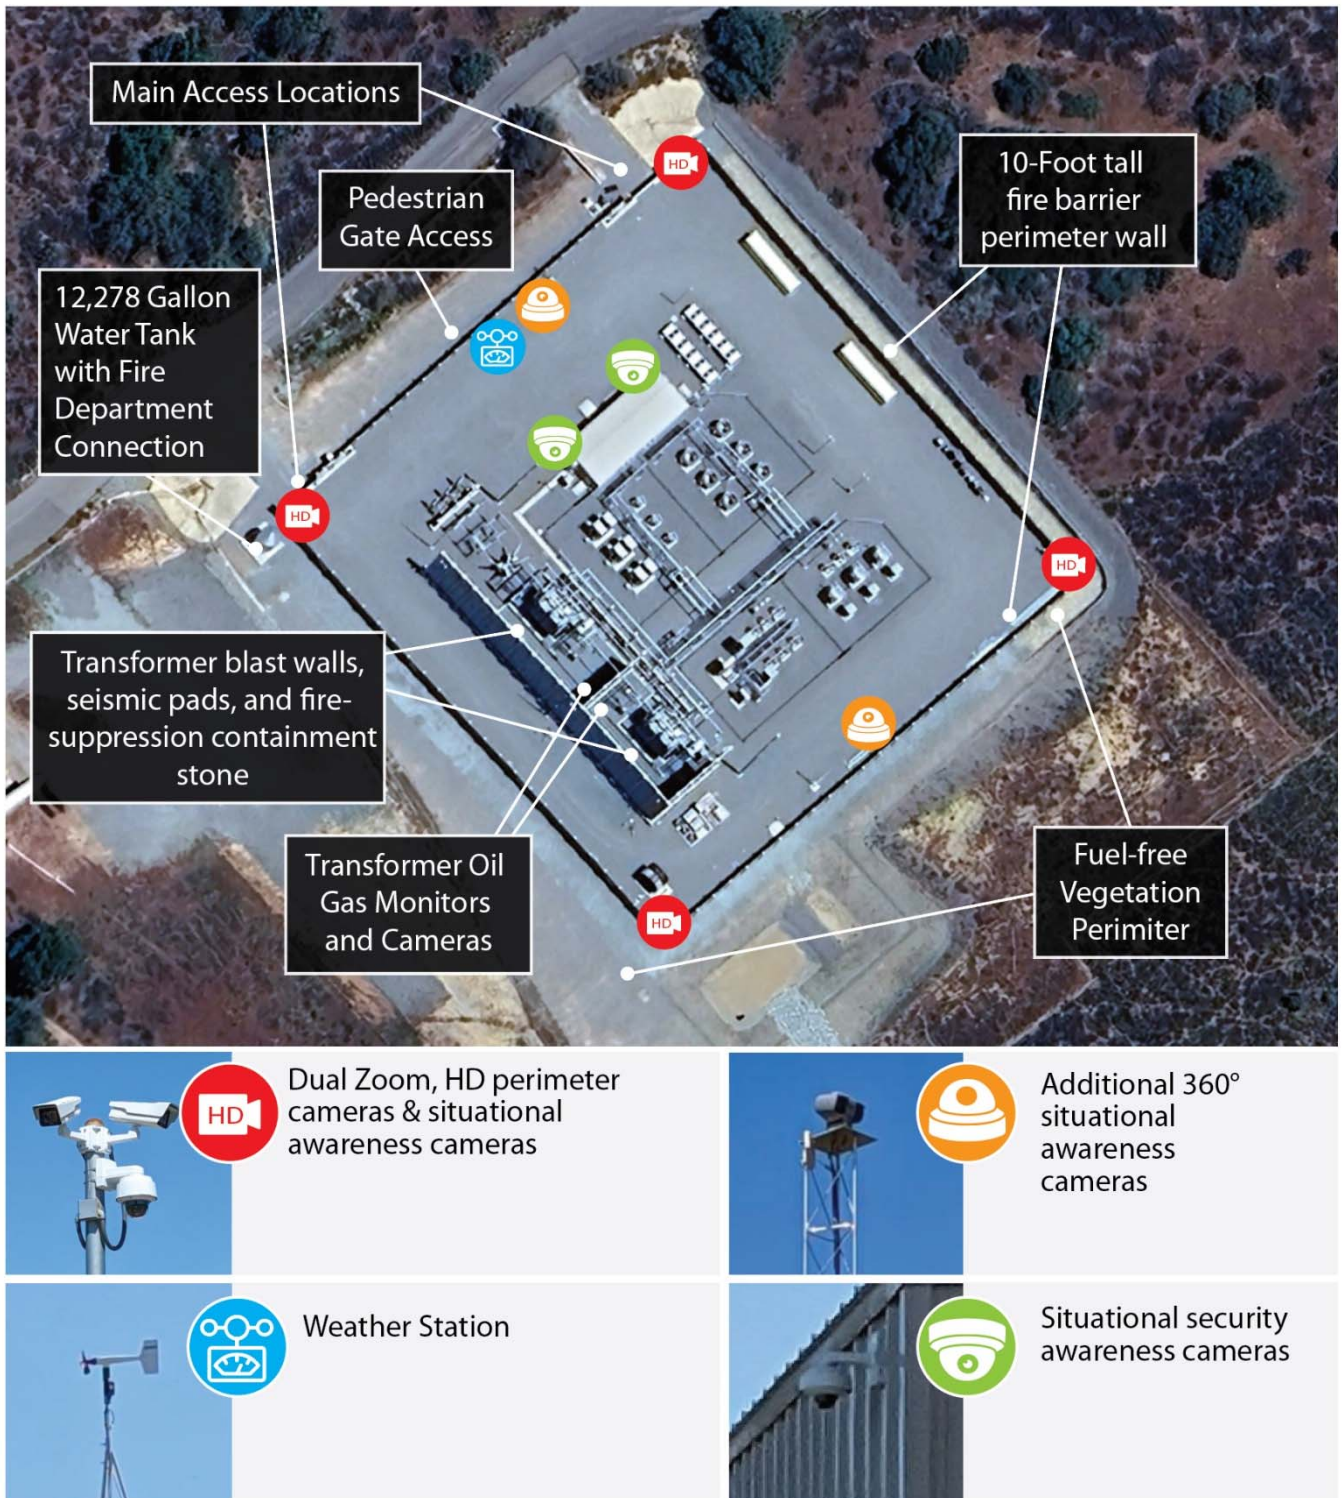 Main Access Locations
Pedestrian
Gate Access
10-Foot tall
fire barrier
perimeter wall
12,278 Gallon
Water Tank
with Fire
Department
Connection
HD
HD
HD
HD
Transformer blast walls,
seismic pads, and fire-
suppression containment
stone
Transformer Oil
Gas Monitors
and Cameras
Fuel-free
Vegetation
Perimiter
HD
Dual Zoom, HD perimeter
cameras & situational
awareness cameras
Additional 360°
situational
awareness
cameras
Weather Station
Situational security
awareness cameras